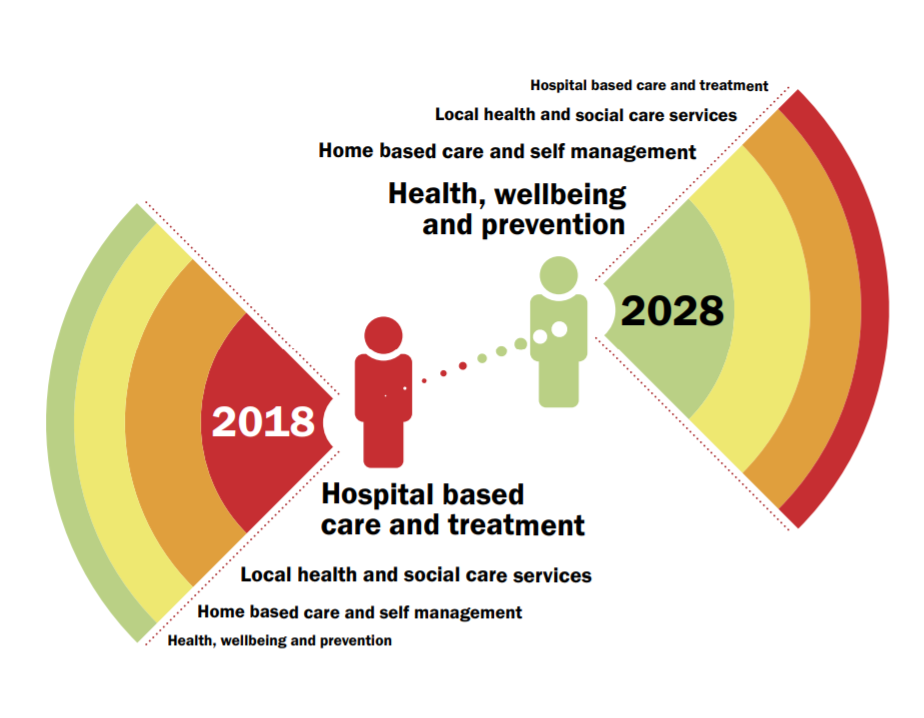 Hospital based care and treatment
Local health and social care services
Home based care and self management
Health, wellbeing
and prevention
2028
2018
Hospital based
care and treatment
Local health and social care services
Home based care and self management
Health, wellbeing and prevention